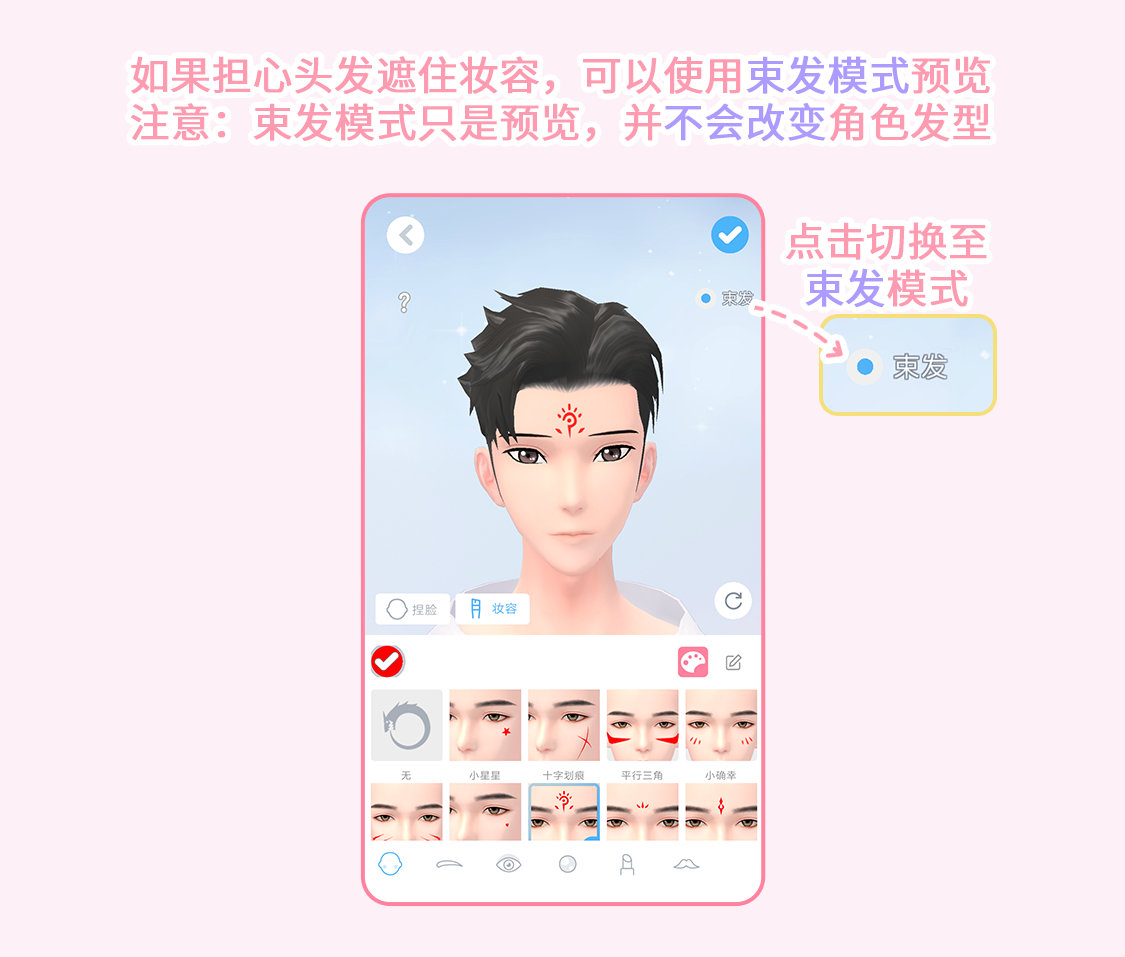 如果担心头发遮住妆容，可以使用束发模式预览
注意：束发模式只是预览，并不会改变角色发型
点击切换至
束发模式
?
束发
束发
捏脸
妆容
无
小星星
十字划痕
平行三角
小确幸